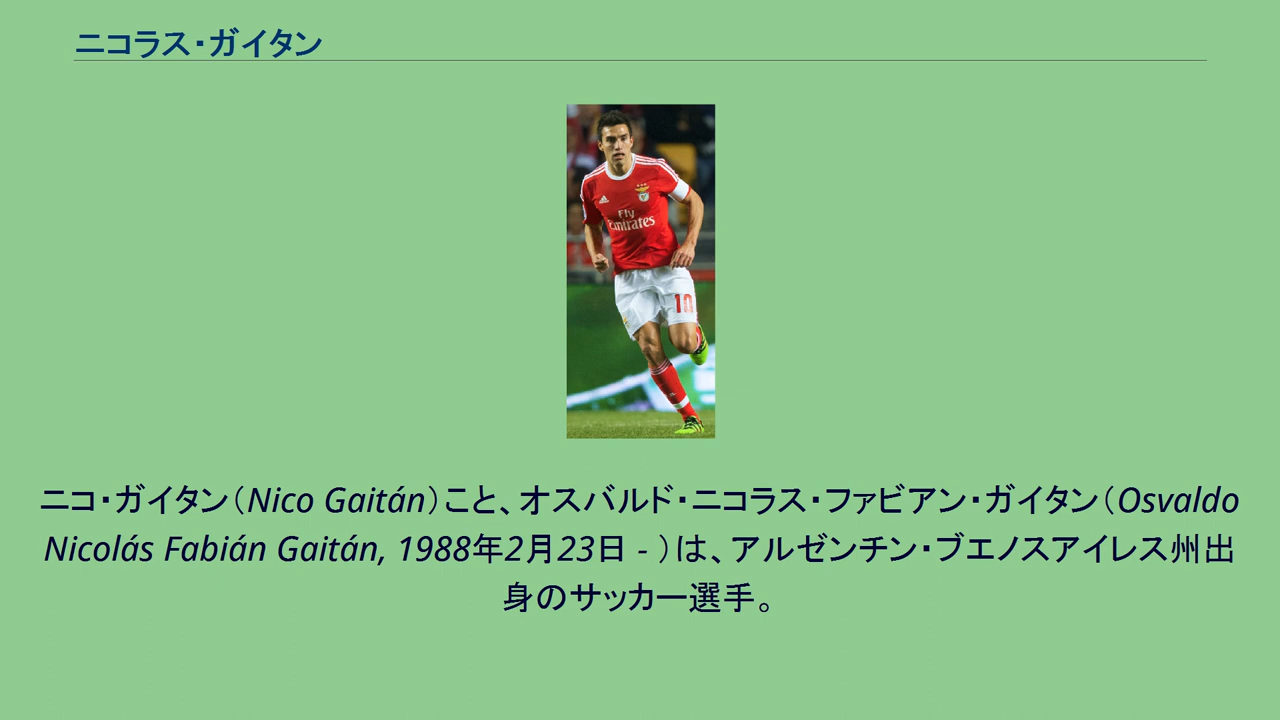 ニコラス・ガイタン
Fly
Emirates
10
ニコ・ガイタン（Nico Gaitán）こと、オスバルド・ニコラス・ファビアン・ガイタン（Osvaldo
Nicolás Fabián Gaitán, 1988年2月23日 - ）は、アルゼンチン・ブエノスアイレス州出
身のサッカー選手。